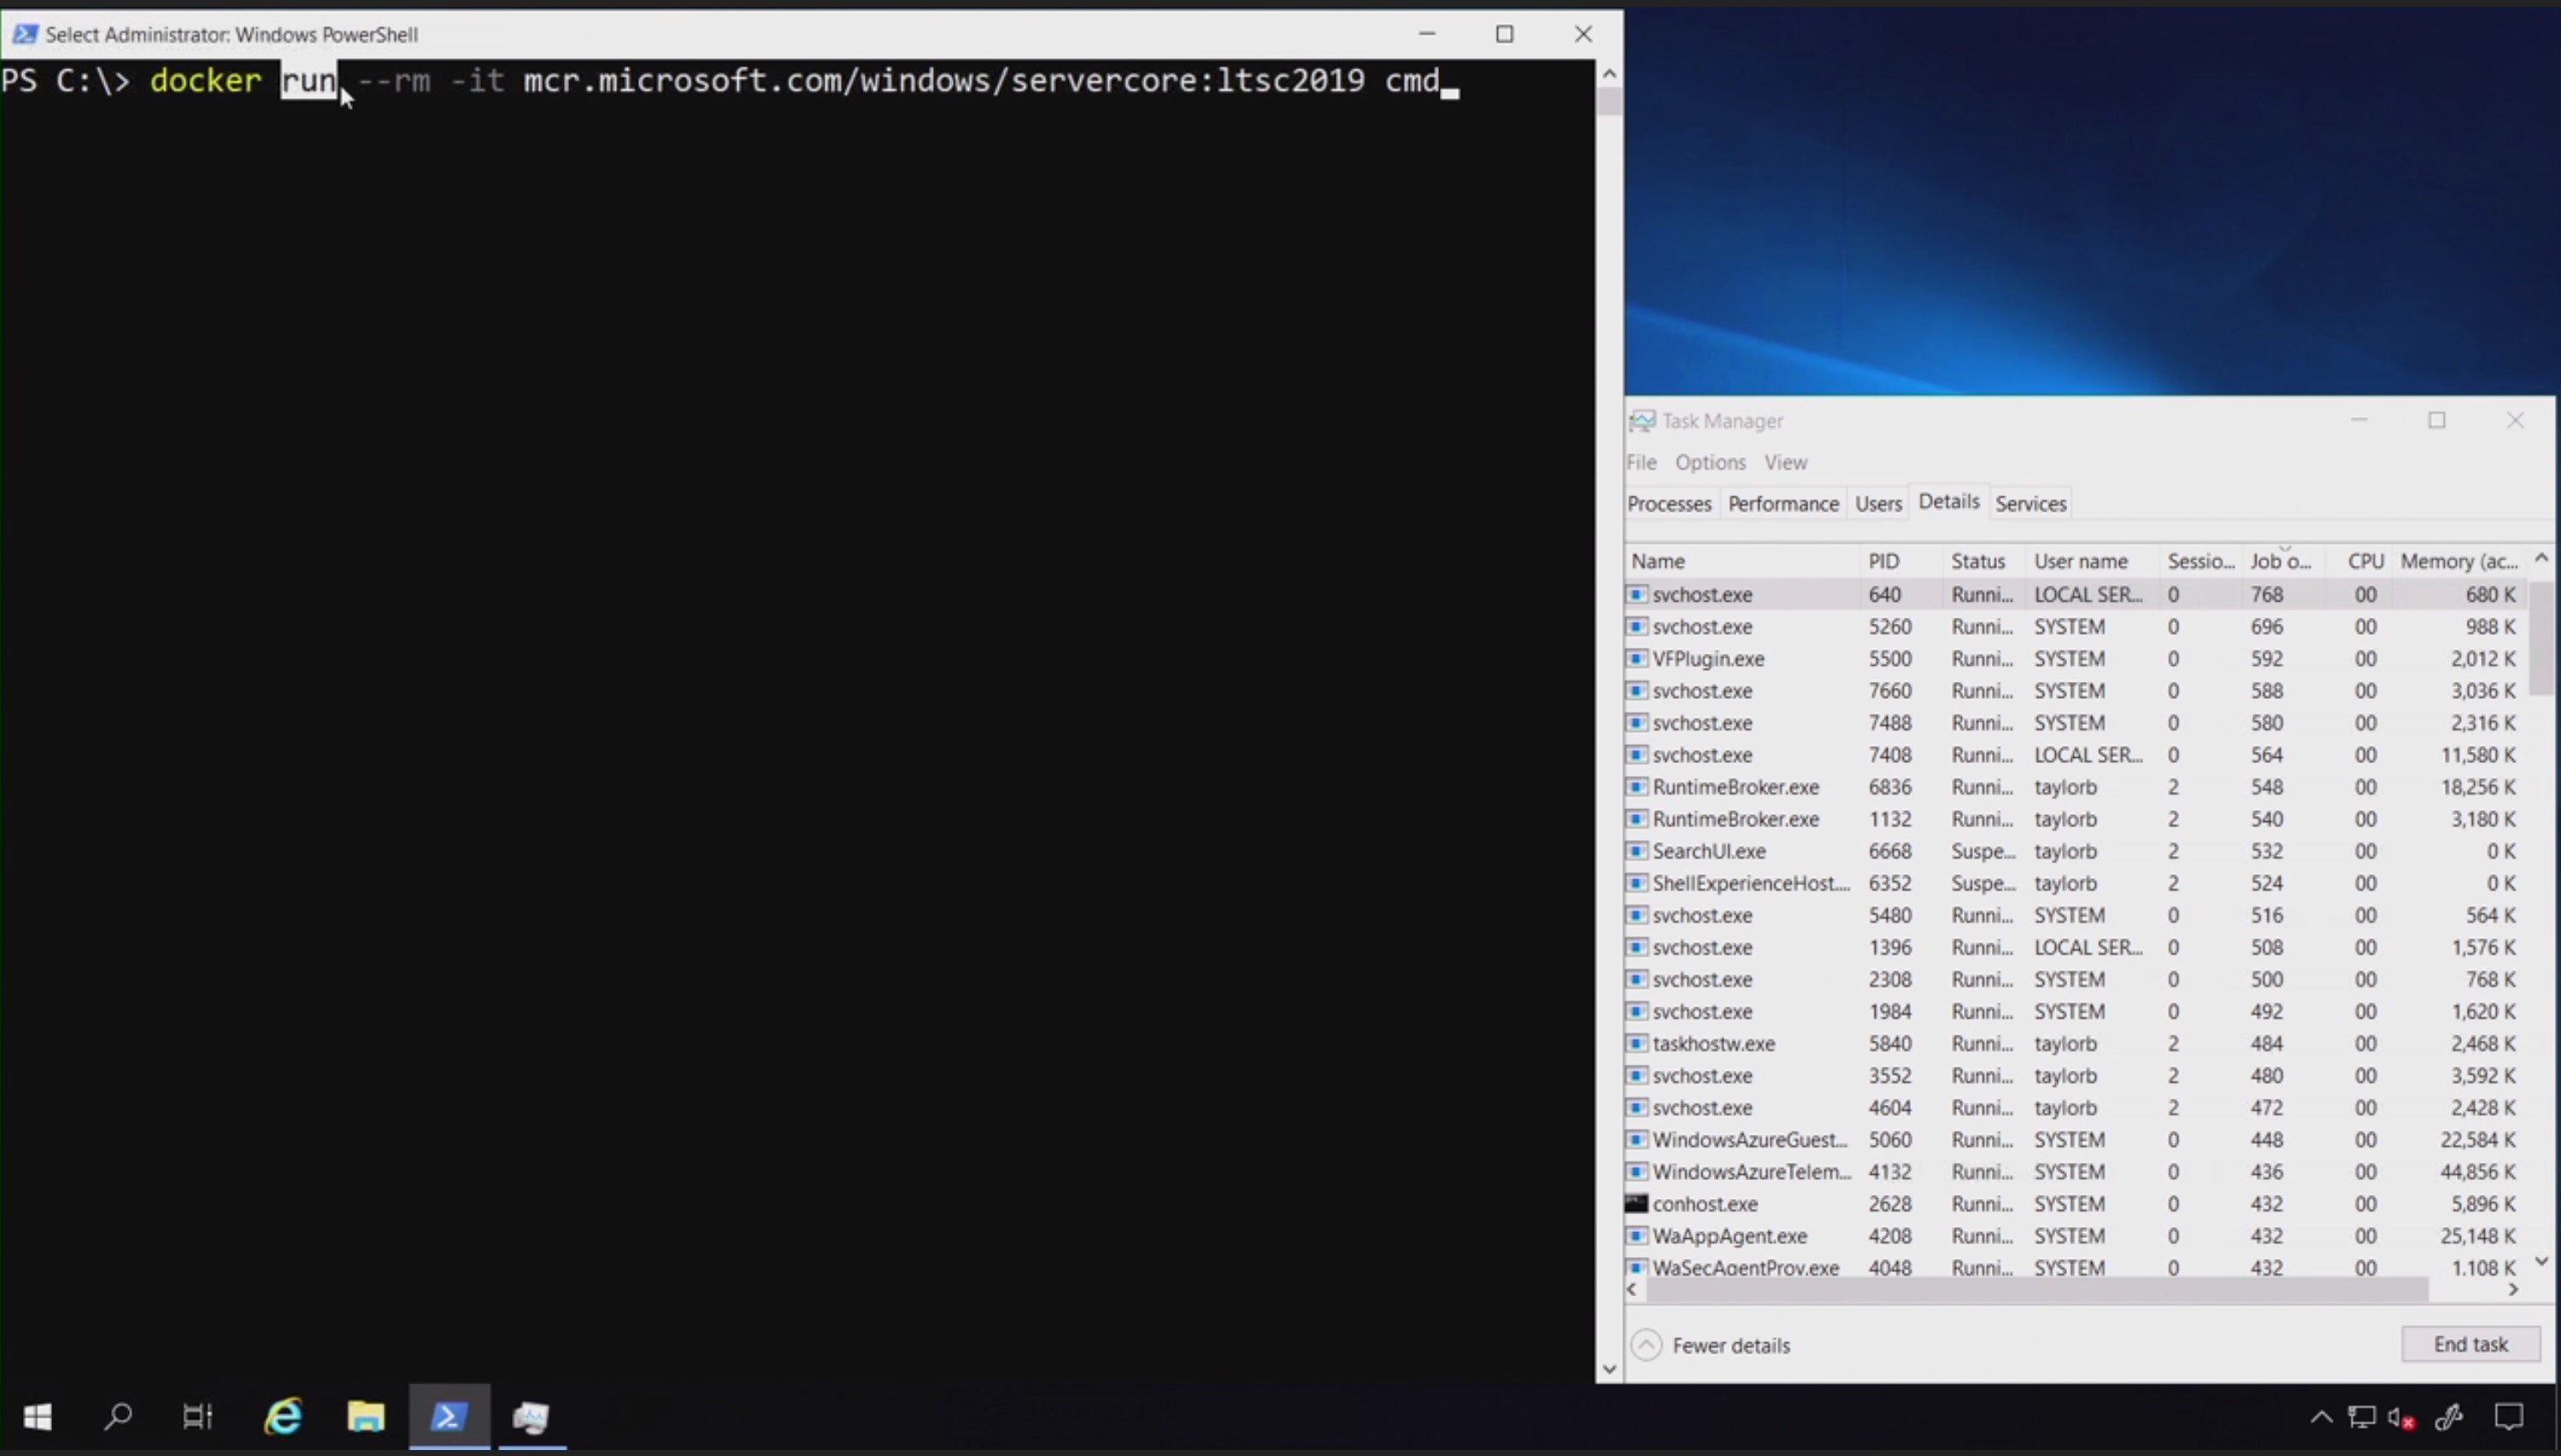 Select Administrator: Windows PowerShell
PS C:\> docker run --rm -it mcr.microsoft.com/windows/servercore:ltsc2019 cmd
Task Manager
File Options View
Processes Performance Users Details Services
Name PID Status User name Sessio... Job o... CPU Memory (ac...
svchost.exe 640 Runni... LOCAL SER... 0 768 00 680 K
svchost.exe 5260 Runni... SYSTEM 0 696 00 988 K
VFPlugin.exe 5500 Runni... SYSTEM 0 592 00 2,012 K
svchost.exe 7660 Runni... SYSTEM 0 588 00 3,036 K
svchost.exe 7488 Runni... SYSTEM 0 580 00 2,316 K
svchost.exe 7408 Runni... LOCAL SER... 0 564 00 11,580 K
RuntimeBroker.exe 6836 Runni... taylorb 2 548 00 18,256 K
RuntimeBroker.exe 1132 Runni... taylorb 2 540 00 3,180 K
SearchUI.exe 6668 Suspe... taylorb 2 532 00 0 K
ShellExperienceHost.... 6352 Suspe... taylorb 2 524 00 0 K
svchost.exe 5480 Runni... SYSTEM 0 516 00 564 K
svchost.exe 1396 Runni... LOCAL SER... 0 508 00 1,576 K
svchost.exe 2308 Runni... SYSTEM 0 500 00 768 K
svchost.exe 1984 Runni... SYSTEM 0 492 00 1,620 K
taskhostw.exe 5840 Runni... taylorb 2 484 00 2,468 K
svchost.exe 3552 Runni... taylorb 2 480 00 3,592 K
svchost.exe 4604 Runni... taylorb 2 472 00 2,428 K
WindowsAzureGuest... 5060 Runni... SYSTEM 0 448 00 22,584 K
WindowsAzureTelem... 4132 Runni... SYSTEM 0 436 00 44,856 K
conhost.exe 2628 Runni... SYSTEM 0 432 00 5,896 K
WaAppAgent.exe 4208 Runni... SYSTEM 0 432 00 25,148 K
WaSecAgentProv.exe 4048 Runni... SYSTEM 0 432 00 1,108 K
Fewer details
End task